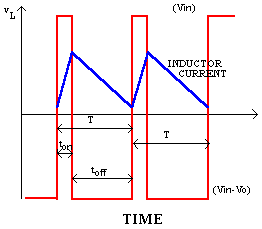 (Vin)
vL
INDUCTOR
CURRENT
T
T
ton
toff
(Vin-Vo)
TIME